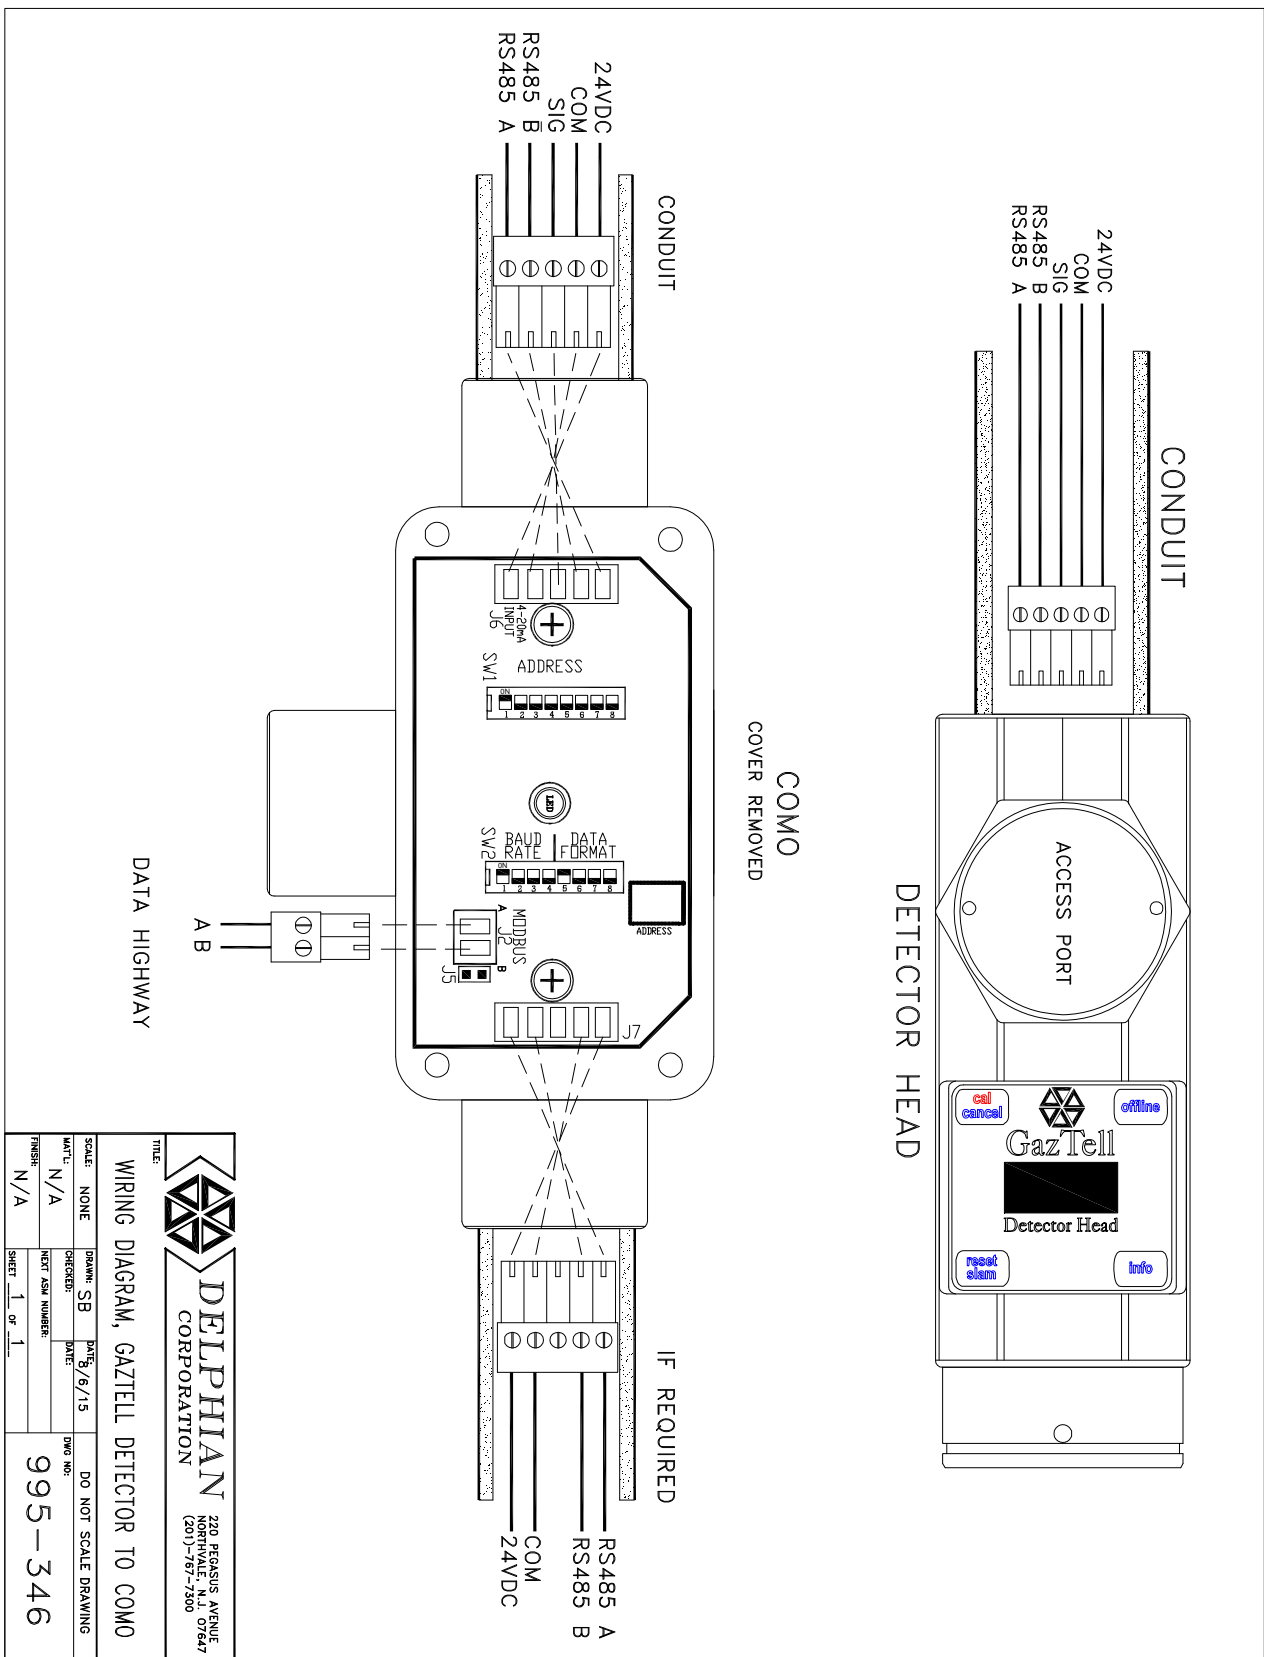 CONDUIT
24VDC
COM
SIG
RS485 B
RS485 A
ACCESS PORT
DETECTOR HEAD
offline
info
GazTell
Detector Head
cal
cancel
reset
slam
COMO
COVER REMOVED
CONDUIT
24VDC
COM
SIG
RS485 B
RS485 A
4-20mA
INPUT
J6
ADDRESS
SW1
ON
1 2 3 4 5 6 7 8
LED
BAUD
RATE
DATA
FORMAT
SW2
ON
1 2 3 4 5 6 7 8
ADDRESS
MODBUS
J2
A
B
J5
J7
IF REQUIRED
RS485 A
RS485 B
COM
24VDC
A
B
DATA HIGHWAY
DELPHIAN
CORPORATION
220 PEGASUS AVENUE
NORTHVALE, N.J. 07647
(201)-767-7300
TITLE:
WIRING DIAGRAM, GAZTELL DETECTOR TO COMO
SCALE: NONE
DRAWN: SB
DATE: 8/6/15
DO NOT SCALE DRAWING
MAT'L: N/A
CHECKED:
DATE:
DWG NO:
995-346
NEXT ASM NUMBER:
FINISH: N/A
SHEET 1 OF 1